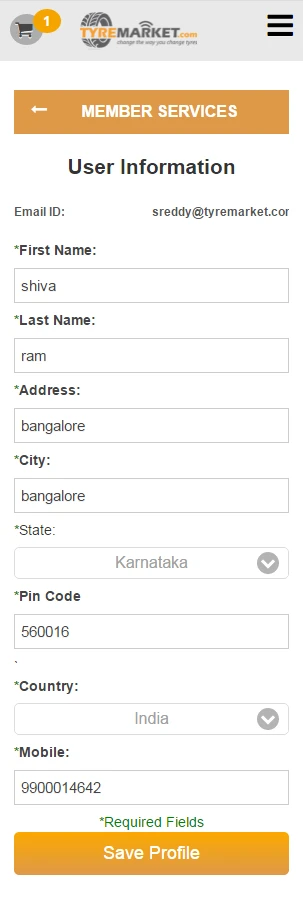 1
TYREMARKET.com
change the way you change tyres
← MEMBER SERVICES
User Information
Email ID: sreddy@tyremarket.cor
*First Name:
shiva
*Last Name:
ram
*Address:
bangalore
*City:
bangalore
*State:
Karnataka
*Pin Code
560016
`
*Country:
India
*Mobile:
9900014642
*Required Fields
Save Profile